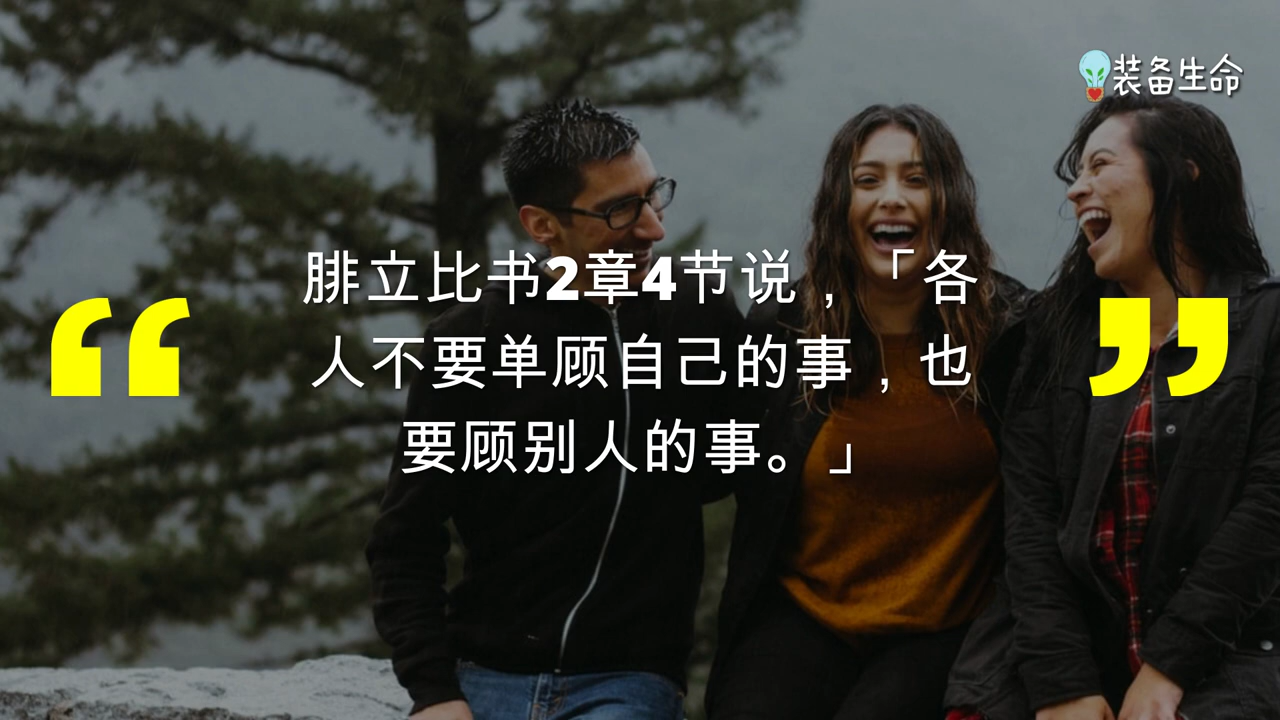 装备生命
腓立比书2章4节说，「各
人不要单顾自己的事，也
要顾别人的事。」